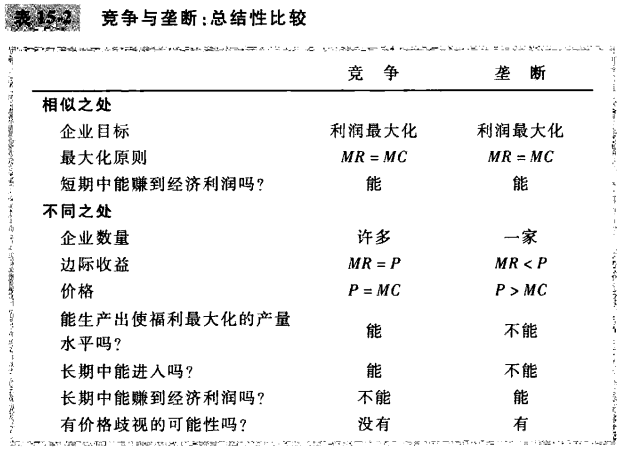 表 15-2 竞争与垄断:总结性比较
竞 争 垄 断
相似之处
企业目标 利润最大化 利润最大化
最大化原则 MR = MC MR = MC
短期中能赚到经济利润吗? 能 能
不同之处
企业数量 许多 一家
边际收益 MR = P MR < P
价格 P = MC P > MC
能生产出使福利最大化的产量
水平吗? 能 不能
长期中能进入吗? 能 不能
长期中能赚到经济利润吗? 不能 能
有价格歧视的可能性吗? 没有 有